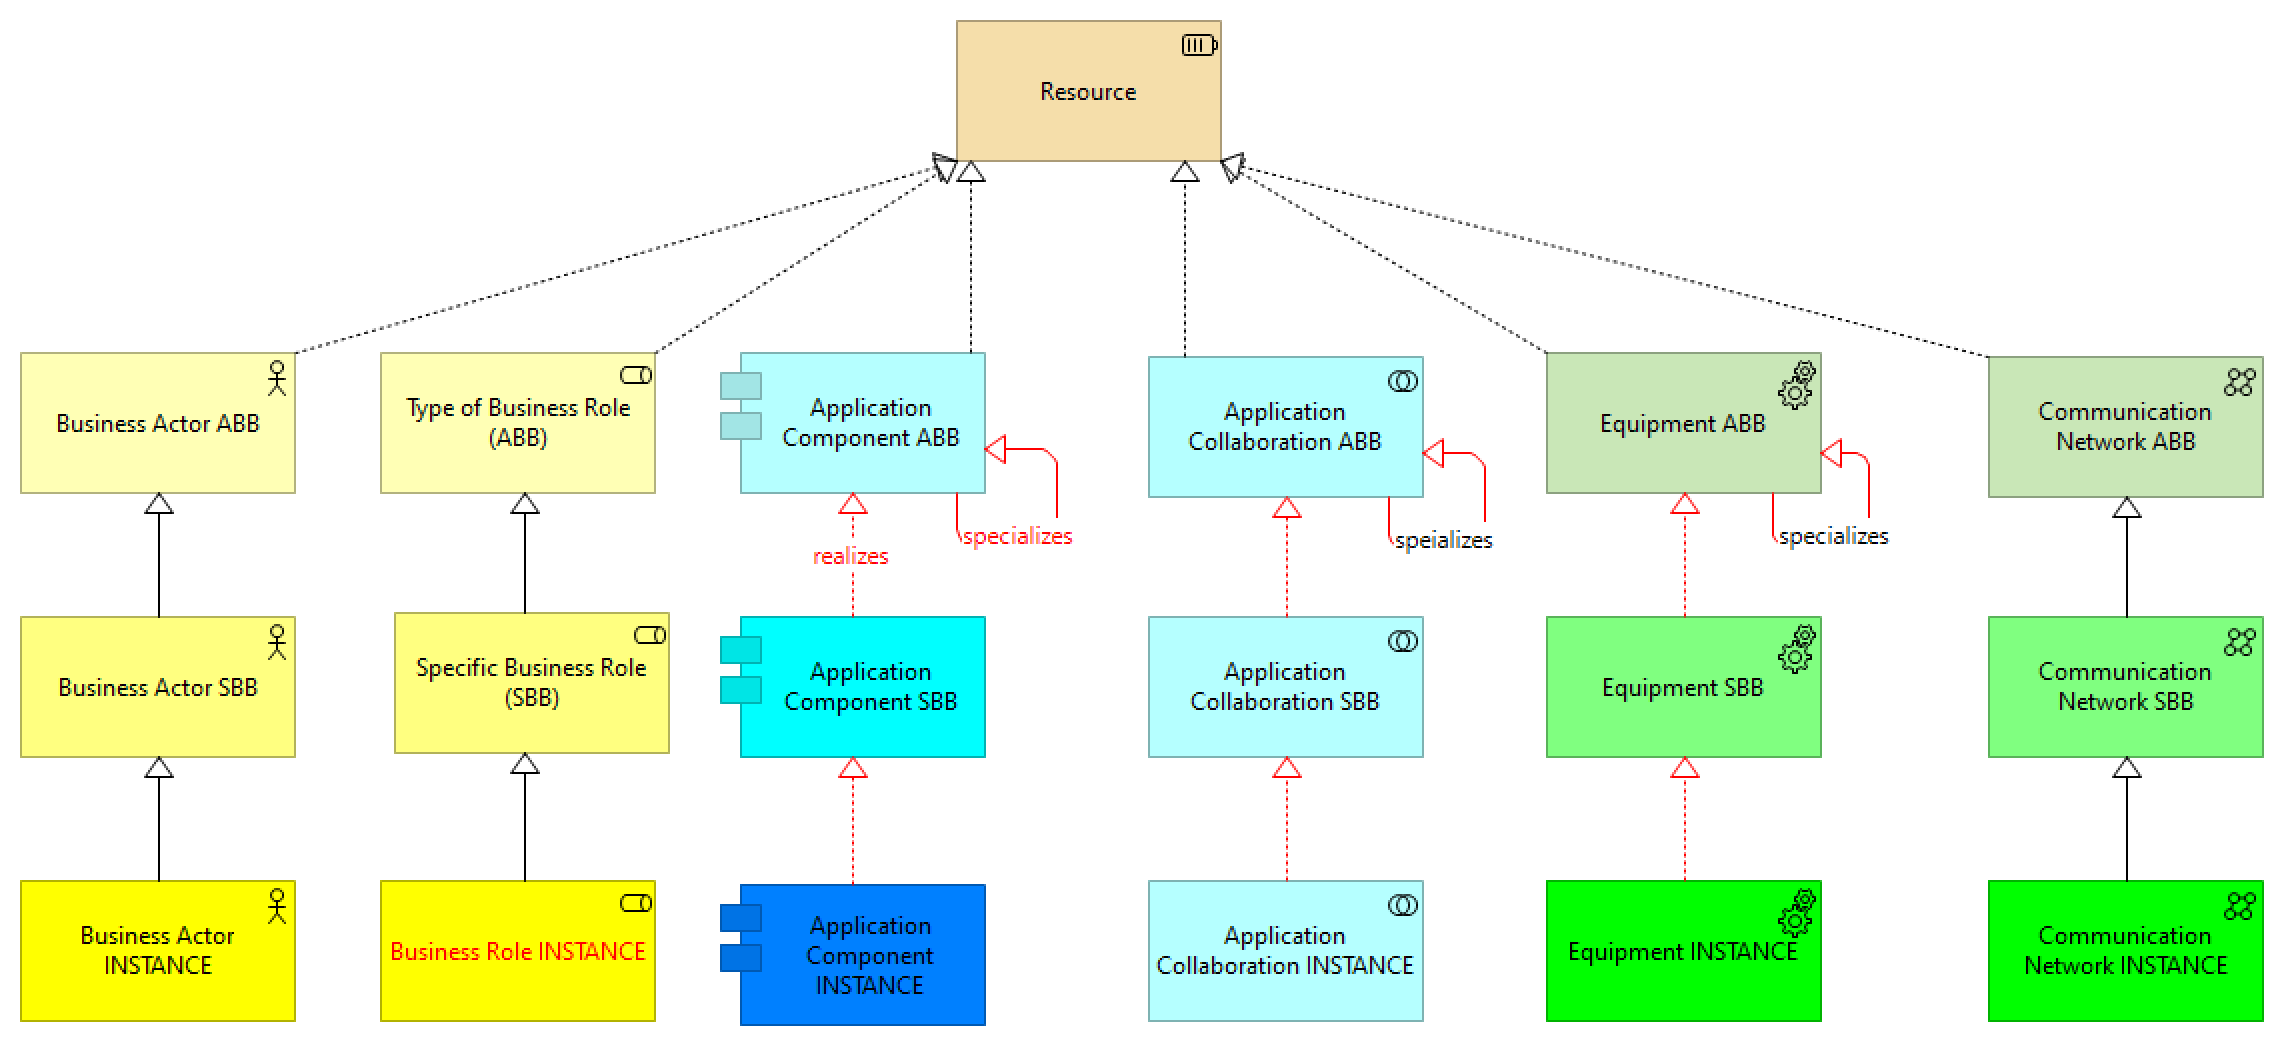 Resource
Business Actor ABB
Type of Business Role
(ABB)
Application
Component ABB
Application
Collaboration ABB
Equipment ABB
Communication
Network ABB
realizes
specializes
speializes
specializes
Business Actor SBB
Specific Business Role
(SBB)
Application
Component SBB
Application
Collaboration SBB
Equipment SBB
Communication
Network SBB
Business Actor
INSTANCE
Business Role INSTANCE
Application
Component
INSTANCE
Application
Collaboration INSTANCE
Equipment INSTANCE
Communication
Network INSTANCE